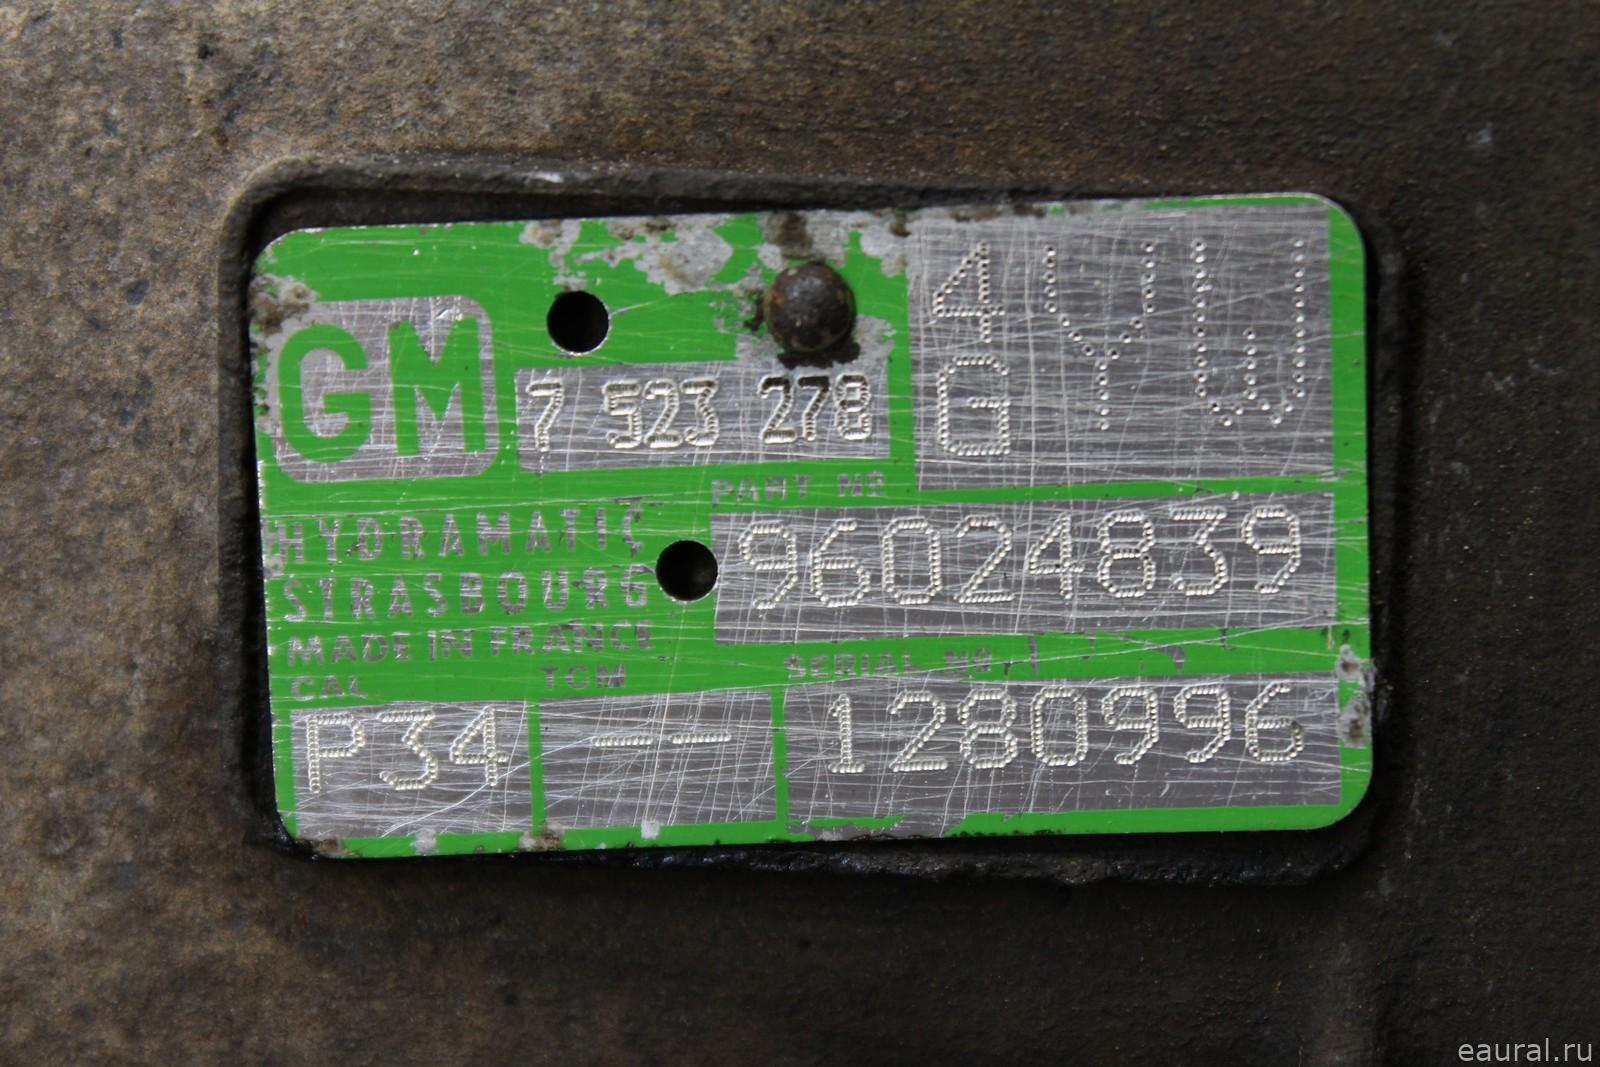 GM
7 523 278
4 YW
G
PART Nº
HYDRAMATIC
96024839
STRASBOURG
MADE IN FRANCE
SERIAL Nº
CAL TCM
P34 -- 1280996
eaural.ru